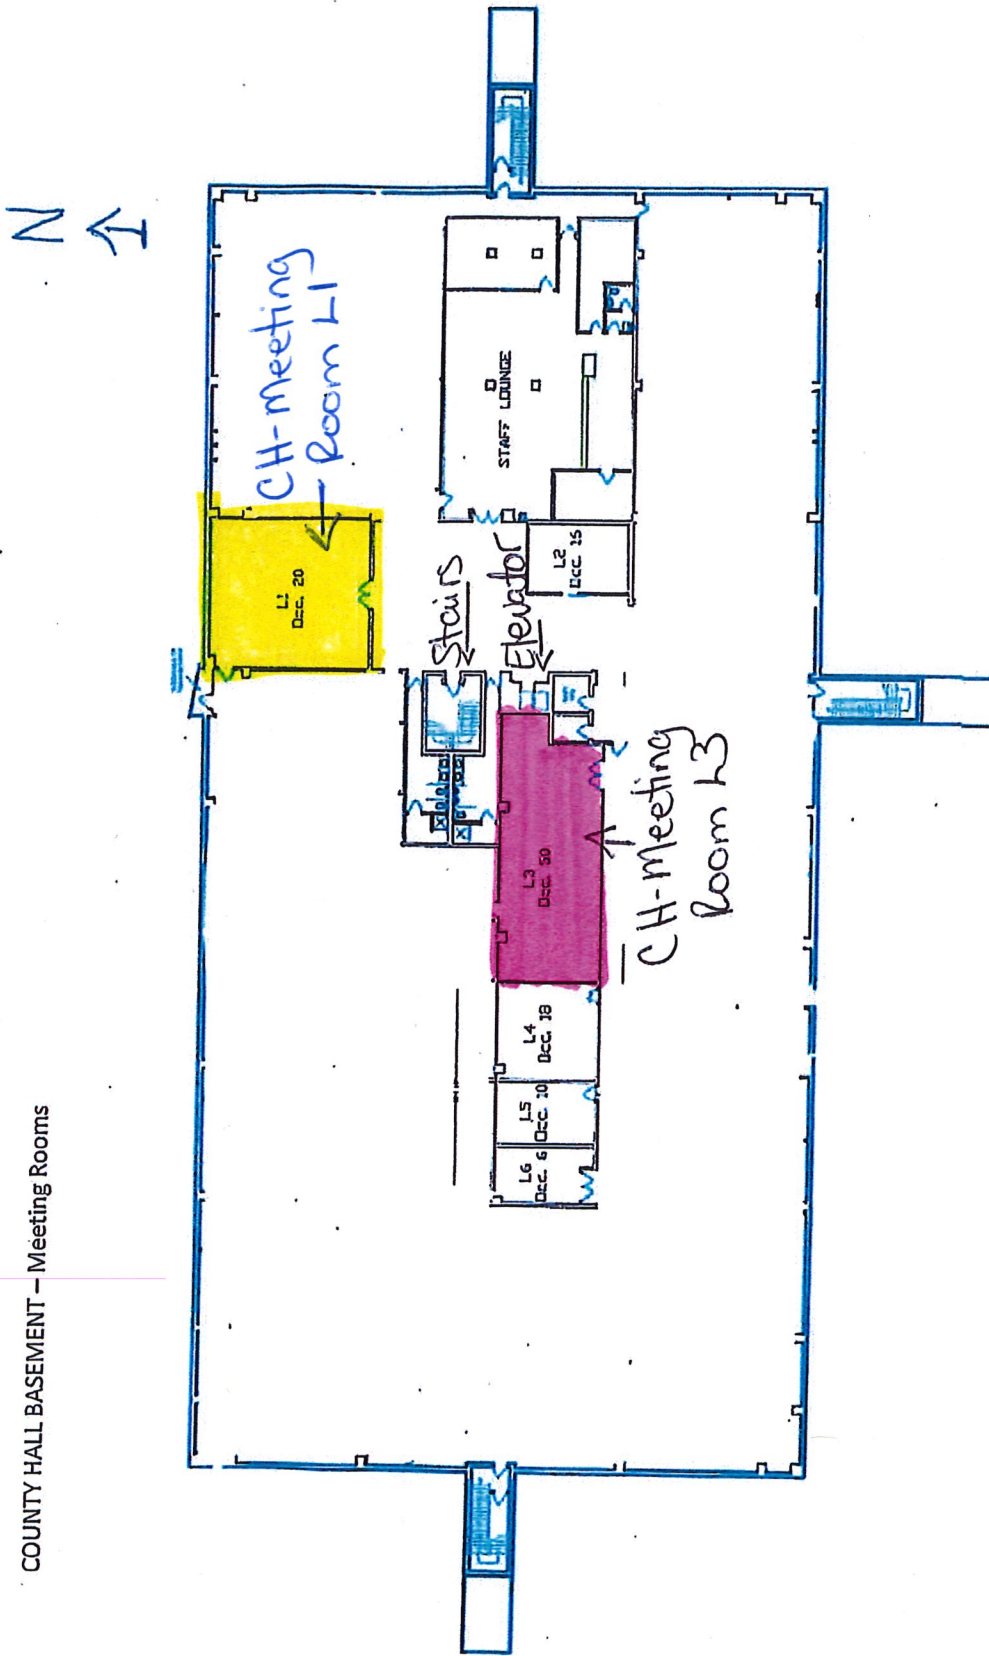 COUNTY HALL BASEMENT – Meeting Rooms
N
CH-Meeting
Room L1
L1
Occ. 20
STAFF LOUNGE
Stairs
Elevator
L2
Occ. 15
L3
Occ. 50
CH-Meeting
Room L3
L4
Occ. 18
L5
Occ. 10
L6
Occ. 6